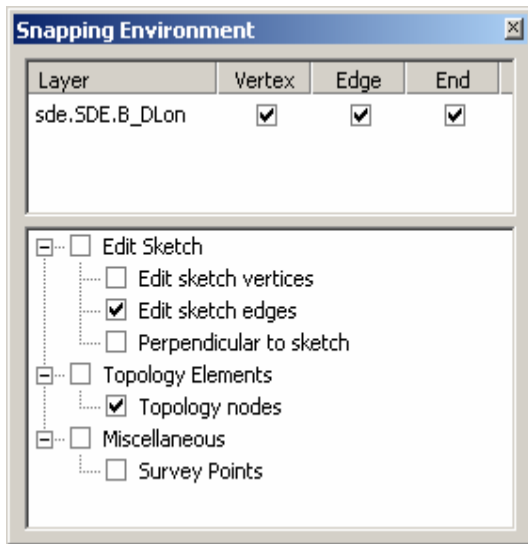 Snapping Environment
Layer Vertex Edge End
sde.SDE.B_DLon
Edit Sketch
Edit sketch vertices
Edit sketch edges
Perpendicular to sketch
Topology Elements
Topology nodes
Miscellaneous
Survey Points